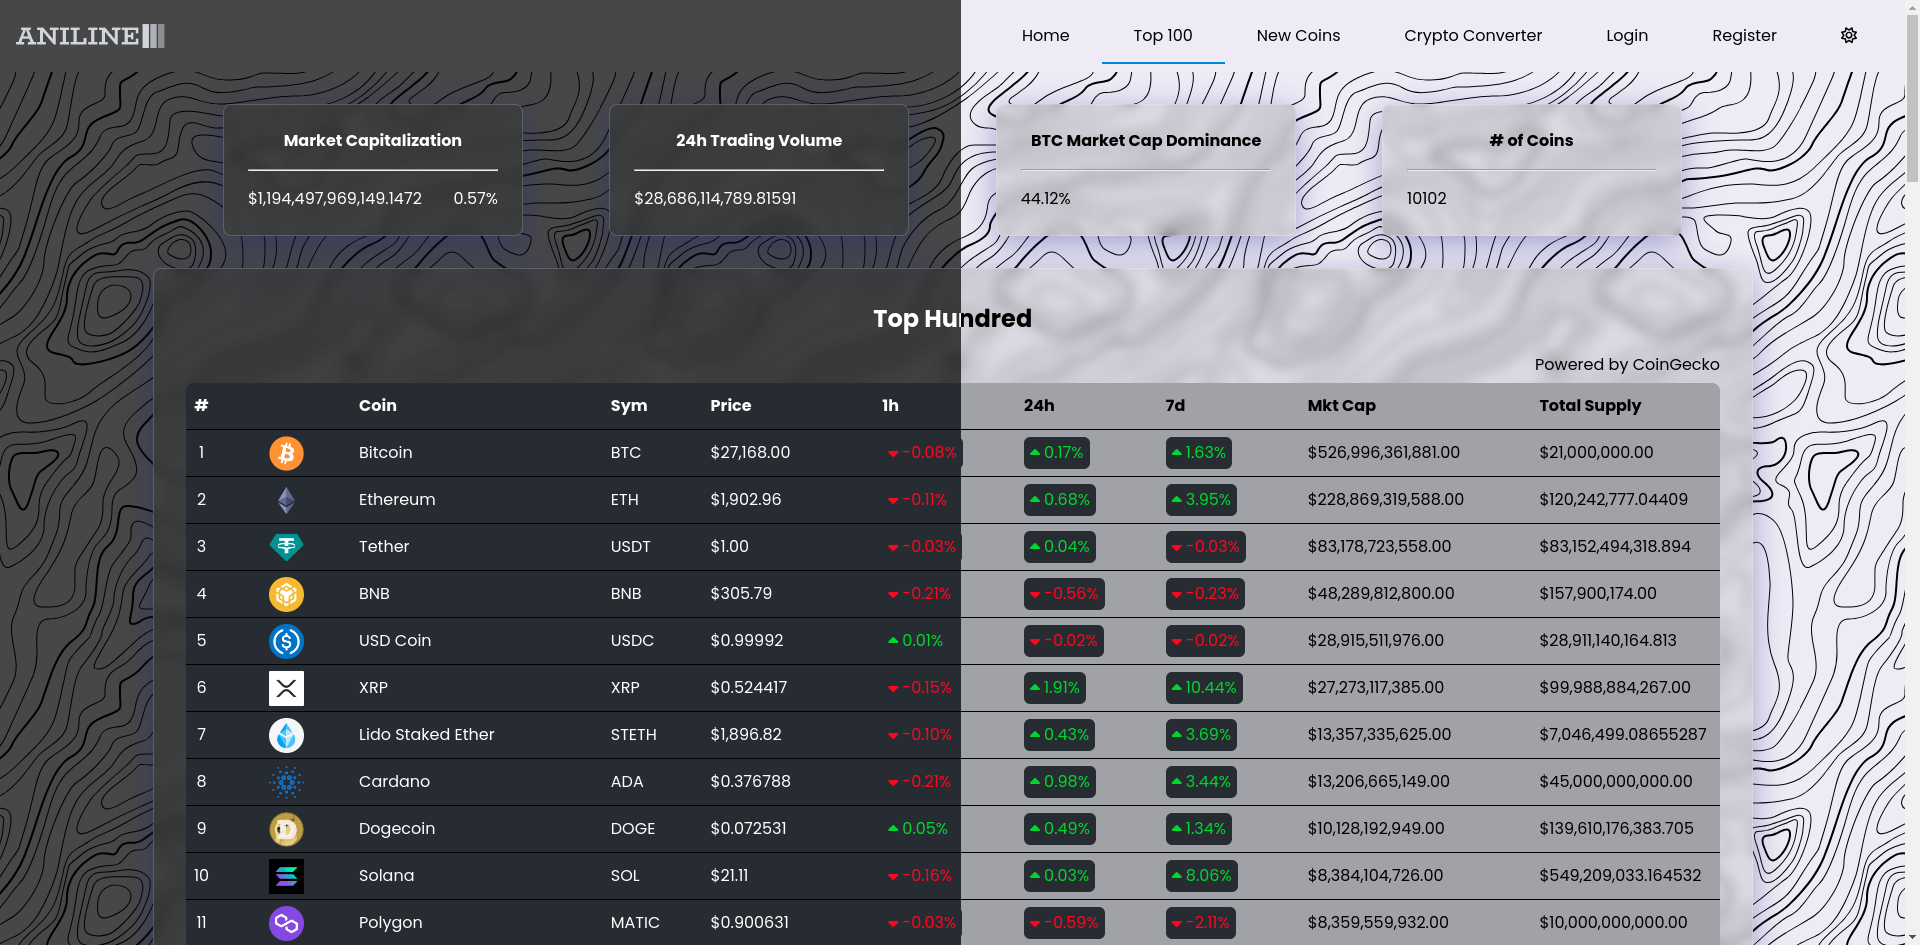 ANILINE
Home Top 100 New Coins Crypto Converter Login Register
Market Capitalization 24h Trading Volume BTC Market Cap Dominance # of Coins
$1,194,497,969,149.1472 0.57% $28,686,114,789.81591 44.12% 10102
Top Hundred
Powered by CoinGecko
# Coin Sym Price 1h 24h 7d Mkt Cap Total Supply
1 Bitcoin BTC $27,168.00 -0.08% 0.17% 1.63% $526,996,361,881.00 $21,000,000.00
2 Ethereum ETH $1,902.96 -0.11% 0.68% 3.95% $228,869,319,588.00 $120,242,777.04409
3 Tether USDT $1.00 -0.03% 0.04% -0.03% $83,178,723,558.00 $83,152,494,318.894
4 BNB BNB $305.79 -0.21% -0.56% -0.23% $48,289,812,800.00 $157,900,174.00
5 USD Coin USDC $0.99992 0.01% -0.02% -0.02% $28,915,511,976.00 $28,911,140,164.813
6 XRP XRP $0.524417 -0.15% 1.91% 10.44% $27,273,117,385.00 $99,988,884,267.00
7 Lido Staked Ether STETH $1,896.82 -0.10% 0.43% 3.69% $13,357,335,625.00 $7,046,499.08655287
8 Cardano ADA $0.376788 -0.21% 0.98% 3.44% $13,206,665,149.00 $45,000,000,000.00
9 Dogecoin DOGE $0.072531 0.05% 0.49% 1.34% $10,128,192,949.00 $139,610,176,383.705
10 Solana SOL $21.11 -0.16% 0.03% 8.06% $8,384,104,726.00 $549,209,033.164532
11 Polygon MATIC $0.900631 -0.03% -0.59% -2.11% $8,359,559,932.00 $10,000,000,000.00